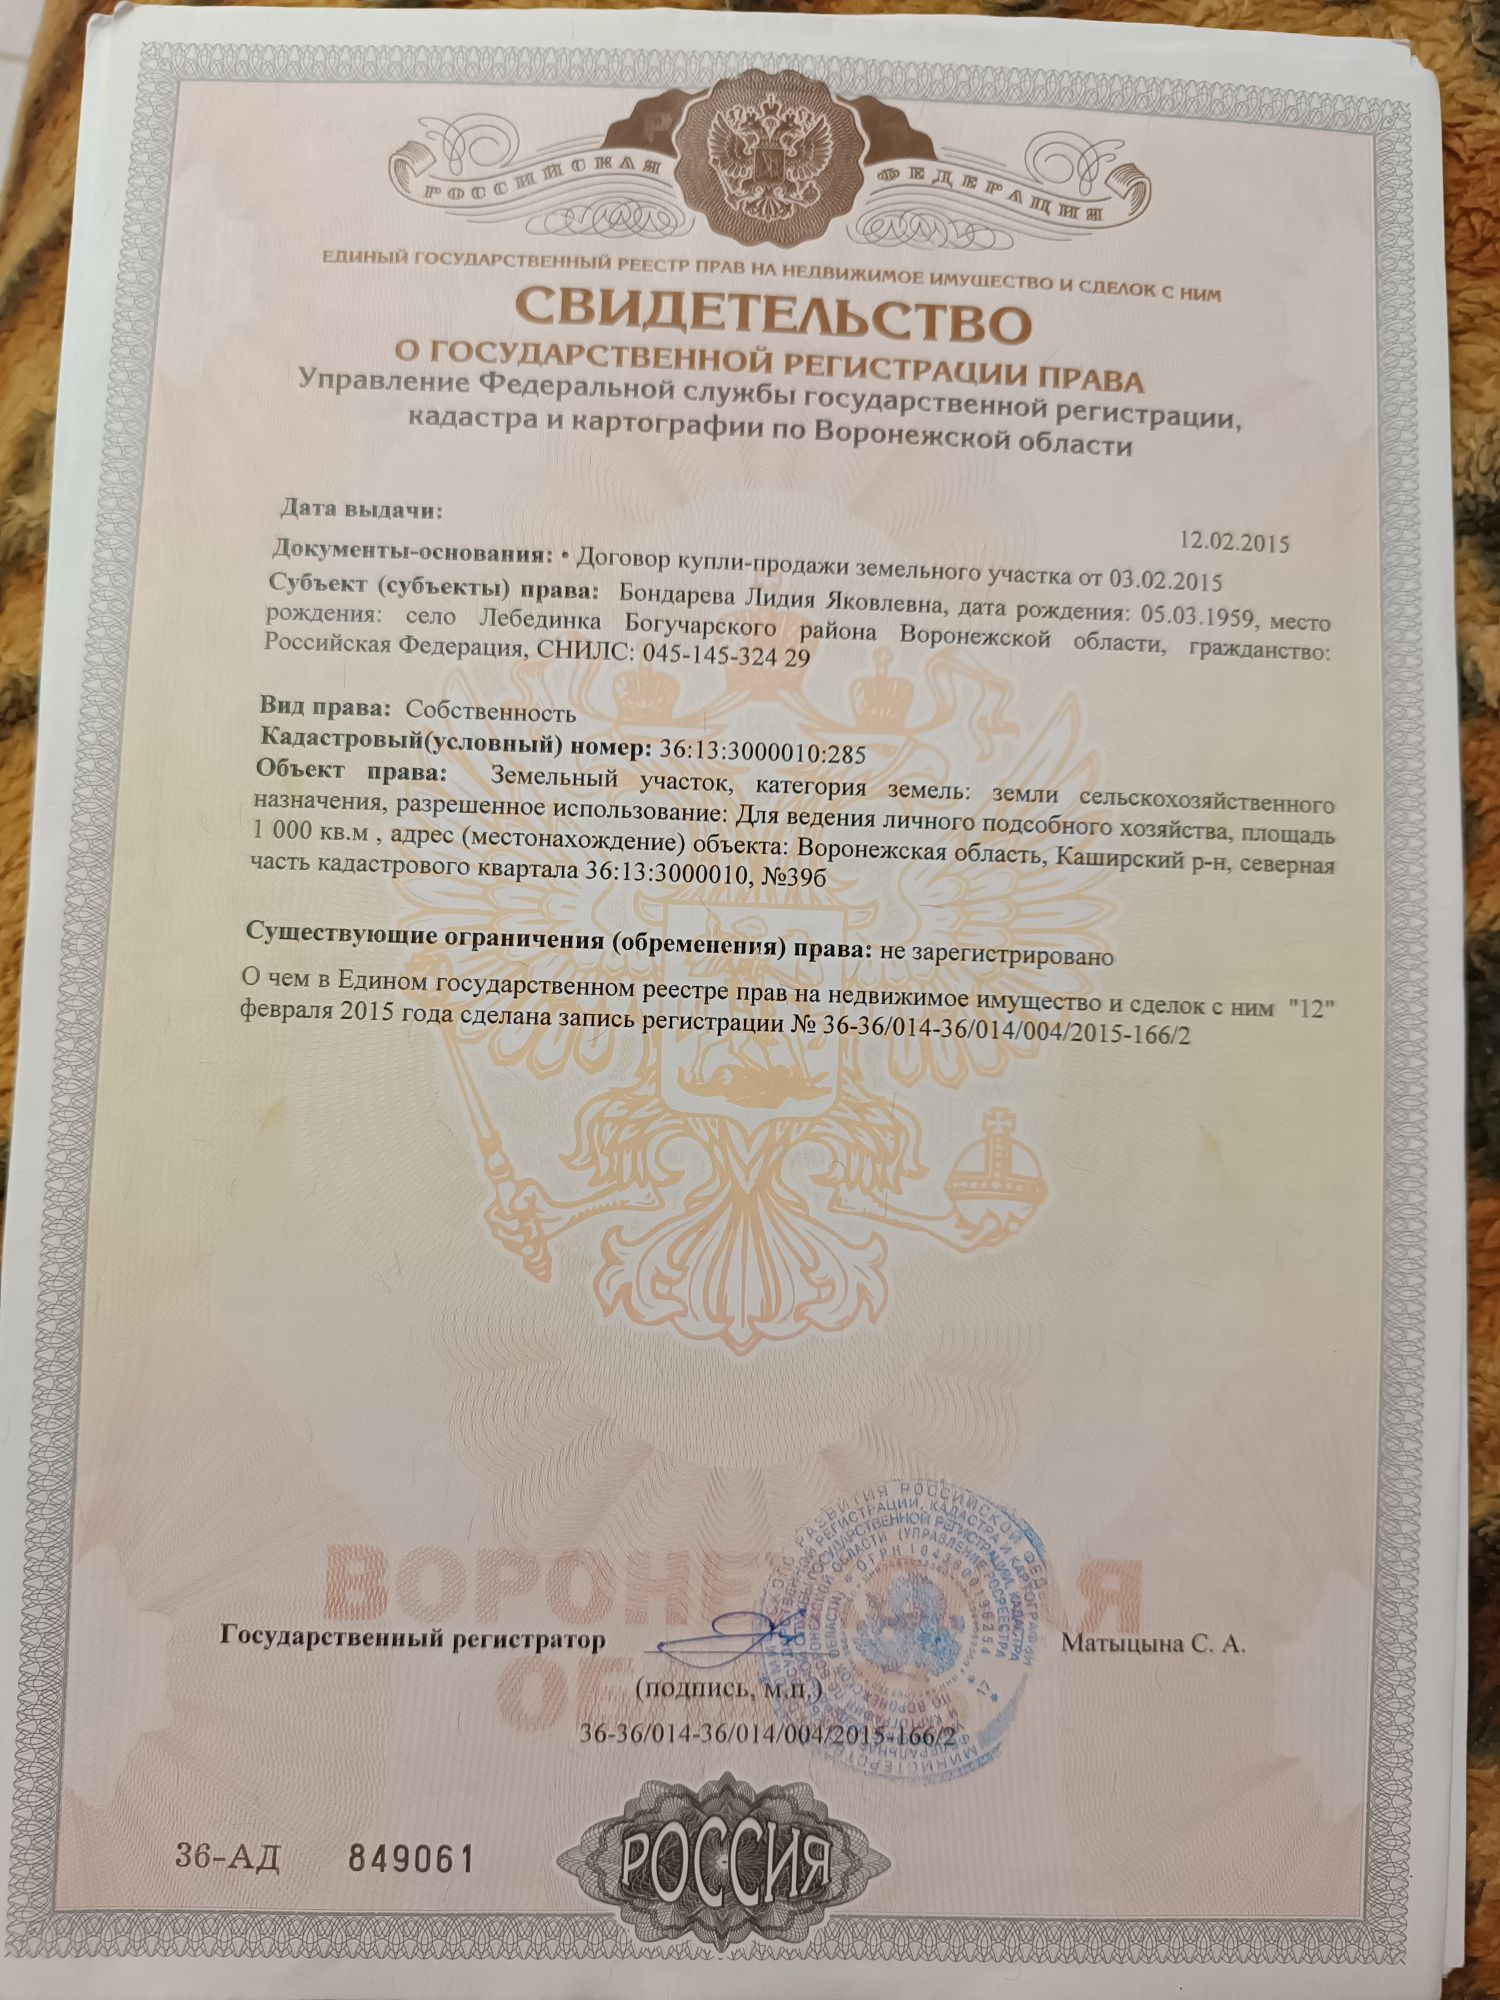 РОССИЙСКАЯ ФЕДЕРАЦИЯ
ЕДИНЫЙ ГОСУДАРСТВЕННЫЙ РЕЕСТР ПРАВ НА НЕДВИЖИМОЕ ИМУЩЕСТВО И СДЕЛОК С НИМ
СВИДЕТЕЛЬСТВО
О ГОСУДАРСТВЕННОЙ РЕГИСТРАЦИИ ПРАВА
Управление Федеральной службы государственной регистрации,
кадастра и картографии по Воронежской области
Дата выдачи:
12.02.2015
Документы-основания: • Договор купли-продажи земельного участка от 03.02.2015
Субъект (субъекты) права: Бондарева Лидия Яковлевна, дата рождения: 05.03.1959, место
рождения: село Лебединка Богучарского района Воронежской области, гражданство:
Российская Федерация, СНИЛС: 045-145-324 29
Вид права: Собственность
Кадастровый(условный) номер: 36:13:3000010:285
Объект права: Земельный участок, категория земель: земли сельскохозяйственного
назначения, разрешенное использование: Для ведения личного подсобного хозяйства, площадь
1 000 кв.м , адрес (местонахождение) объекта: Воронежская область, Каширский р-н, северная
часть кадастрового квартала 36:13:3000010, №39б
Существующие ограничения (обременения) права: не зарегистрировано
О чем в Едином государственном реестре прав на недвижимое имущество и сделок с ним "12"
февраля 2015 года сделана запись регистрации № 36-36/014-36/014/004/2015-166/2
Государственный регистратор
Матыцына С. А.
(подпись, м.п.)
36-36/014-36/014/004/2015-166/2
36-АД 849061
РОССИЯ